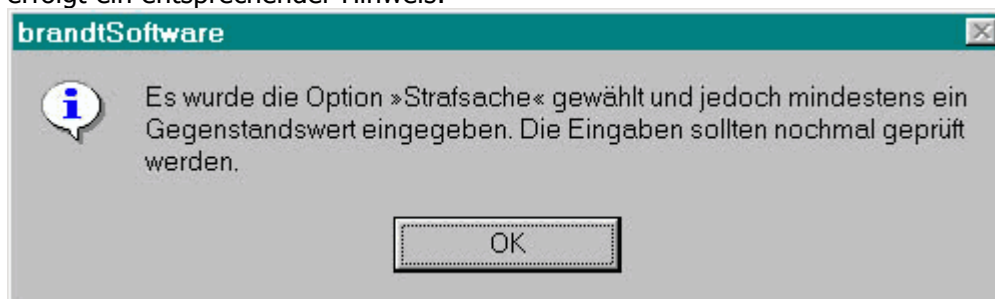 erfolgt ein entsprechender Hinweis.
brandtSoftware
Es wurde die Option »Strafsache« gewählt und jedoch mindestens ein
Gegenstandswert eingegeben. Die Eingaben sollten nochmal geprüft
werden.
OK